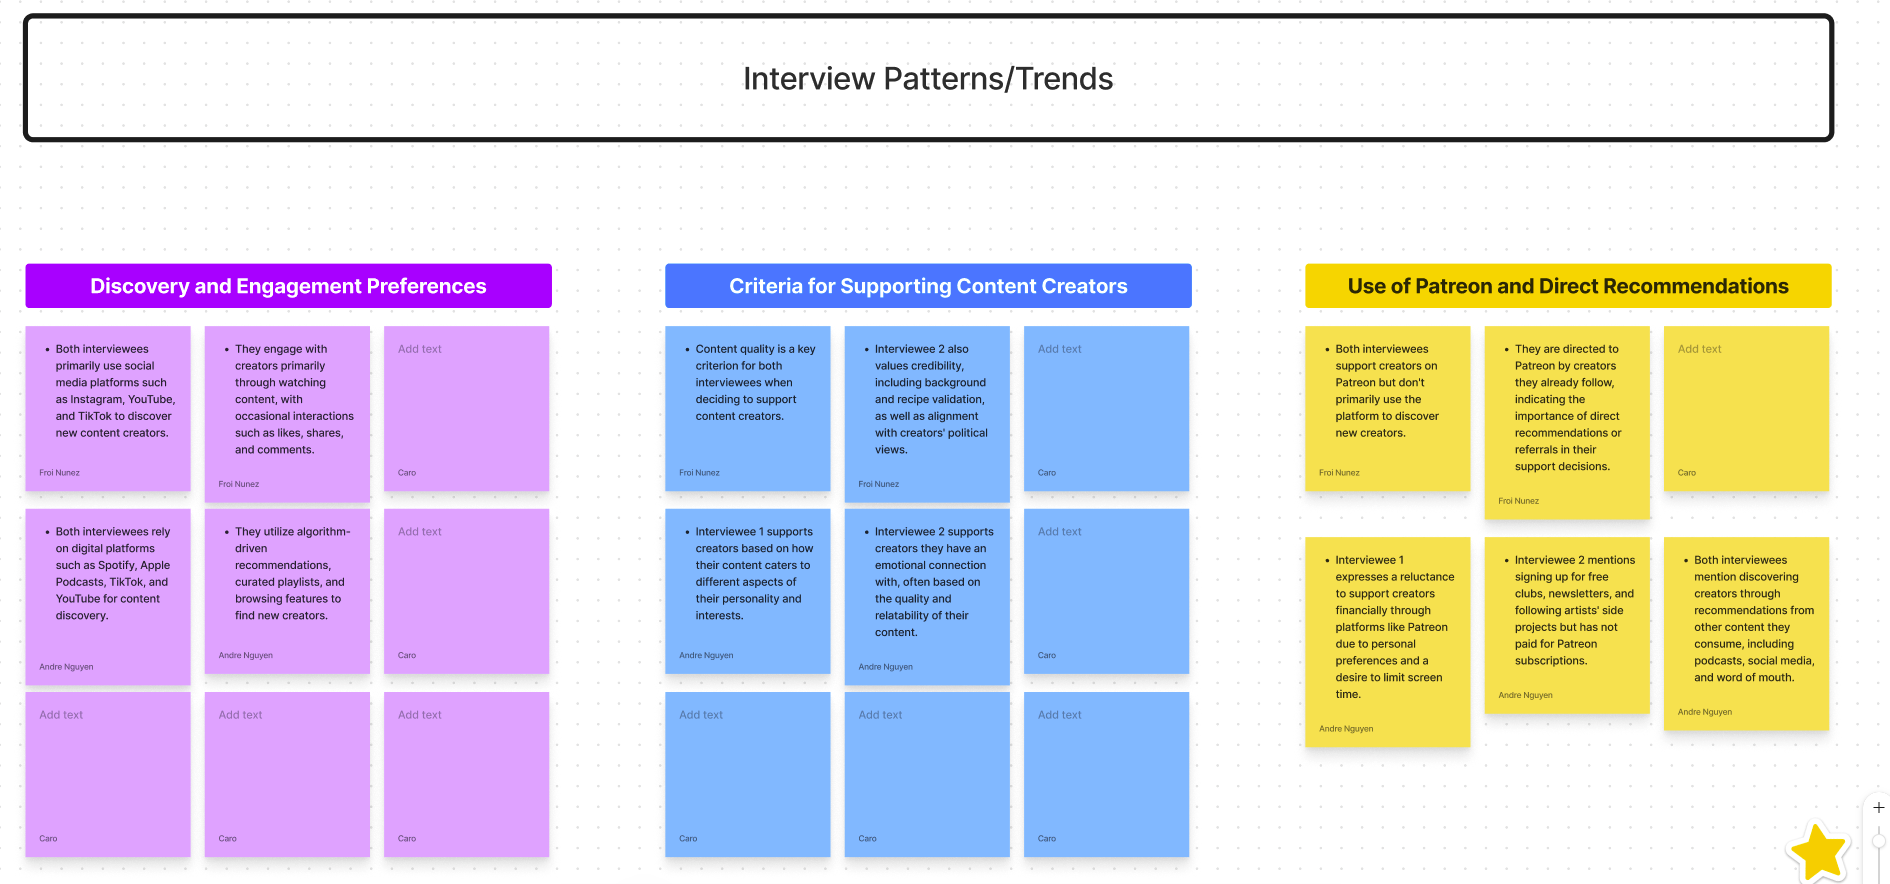 Interview Patterns/Trends
Discovery and Engagement Preferences
• Both interviewees
primarily use social
media platforms such
as Instagram, YouTube,
and TikTok to discover
new content creators.
Froi Nunez
• They engage with
creators primarily
through watching
content, with
occasional interactions
such as likes, shares,
and comments.
Froi Nunez
Add text
Caro
• Both interviewees rely
on digital platforms
such as Spotify, Apple
Podcasts, TikTok, and
YouTube for content
discovery.
Andre Nguyen
• They utilize algorithm-
driven
recommendations,
curated playlists, and
browsing features to
find new creators.
Andre Nguyen
Add text
Caro
Add text
Caro
Add text
Caro
Add text
Caro
Criteria for Supporting Content Creators
• Content quality is a key
criterion for both
interviewees when
deciding to support
content creators.
Froi Nunez
• Interviewee 2 also
values credibility,
including background
and recipe validation,
as well as alignment
with creators' political
views.
Froi Nunez
Add text
Caro
• Interviewee 1 supports
creators based on how
their content caters to
different aspects of
their personality and
interests.
Andre Nguyen
• Interviewee 2 supports
creators they have an
emotional connection
with, often based on
the quality and
relatability of their
content.
Andre Nguyen
Add text
Caro
Add text
Caro
Add text
Caro
Add text
Caro
Use of Patreon and Direct Recommendations
• Both interviewees
support creators on
Patreon but don't
primarily use the
platform to discover
new creators.
Froi Nunez
• They are directed to
Patreon by creators
they already follow,
indicating the
importance of direct
recommendations or
referrals in their
support decisions.
Froi Nunez
Add text
Caro
• Interviewee 1
expresses a reluctance
to support creators
financially through
platforms like Patreon
due to personal
preferences and a
desire to limit screen
time.
Andre Nguyen
• Interviewee 2 mentions
signing up for free
clubs, newsletters, and
following artists' side
projects but has not
paid for Patreon
subscriptions.
Andre Nguyen
• Both interviewees
mention discovering
creators through
recommendations from
other content they
consume, including
podcasts, social media,
and word of mouth.
Andre Nguyen